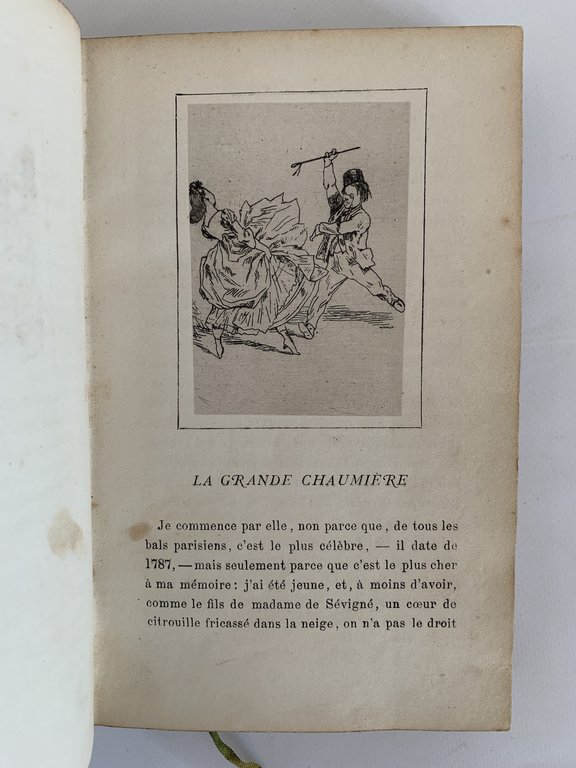 LA GRANDE CHAUMIÈRE
Je commence par elle, non parce que, de tous les
bals parisiens, c'est le plus célèbre, — il date de
1787, — mais seulement parce que c'est le plus cher
à ma mémoire : j'ai été jeune, et, à moins d'avoir,
comme le fils de madame de Sévigné, un cœur de
citrouille fricassé dans la neige, on n'a pas le droit